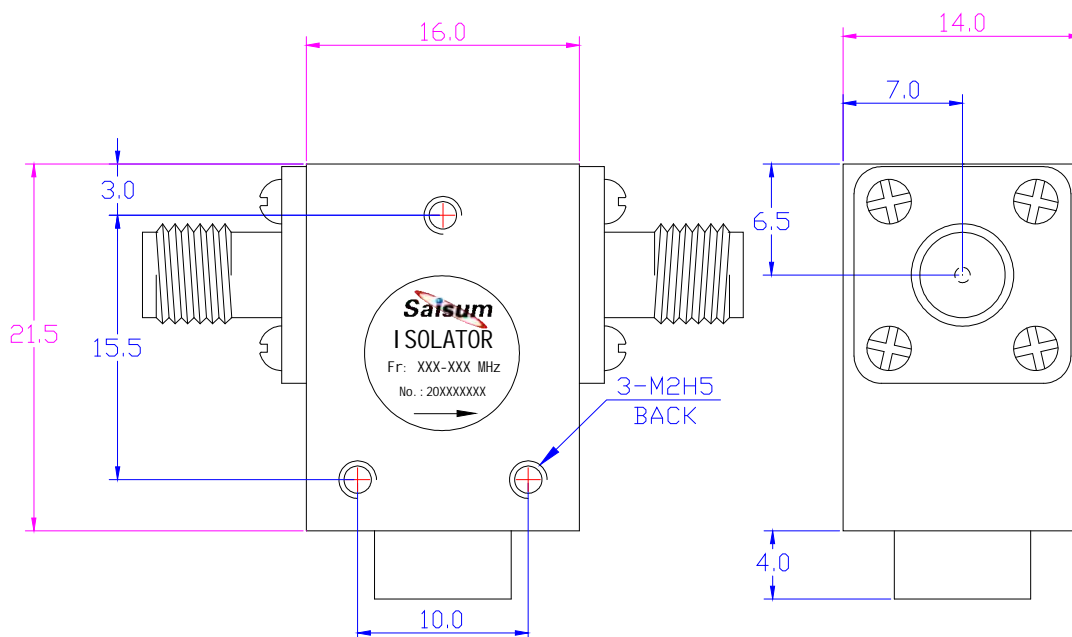 16.0
14.0
7.0
3.0
6.5
21.5
15.5
Saisum
ISOLATOR
Fr: XXX-XXX MHz
No.:20XXXXXXX
3-M2H5
BACK
4.0
10.0